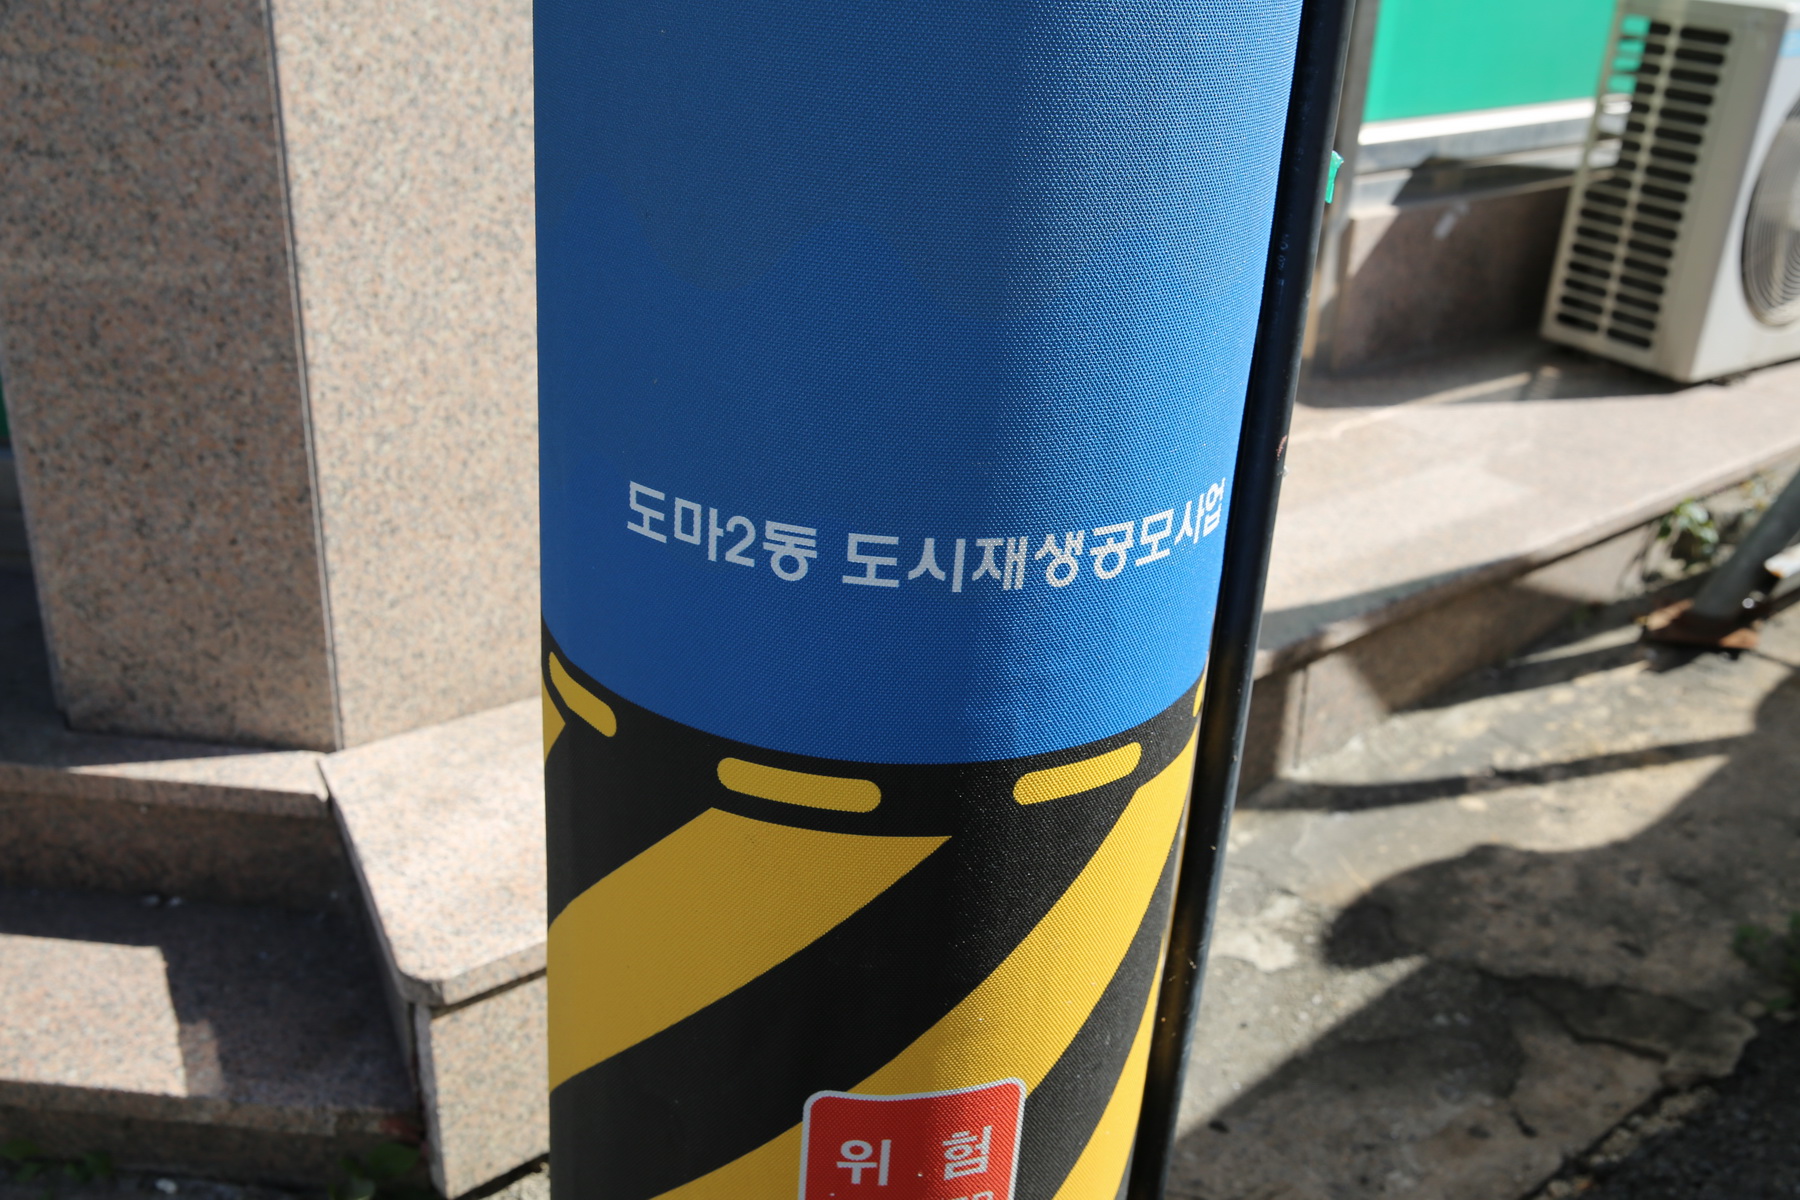 도마2동 도시재생공모사업
위 험